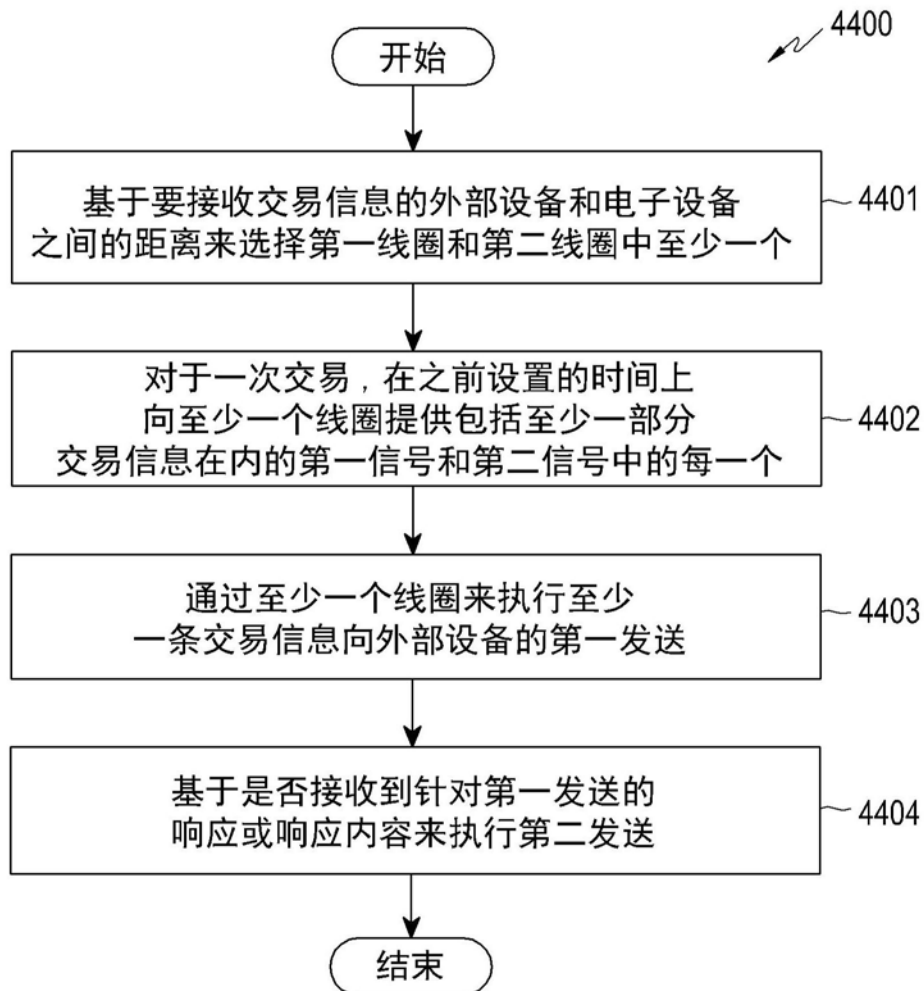 4400
开始
基于要接收交易信息的外部设备和电子设备
之间的距离来选择第一线圈和第二线圈中至少一个
4401
对于一次交易，在之前设置的时间上
向至少一个线圈提供包括至少一部分
交易信息在内的第一信号和第二信号中的每一个
4402
通过至少一个线圈来执行至少
一条交易信息向外部设备的第一发送
4403
基于是否接收到针对第一发送的
响应或响应内容来执行第二发送
4404
结束